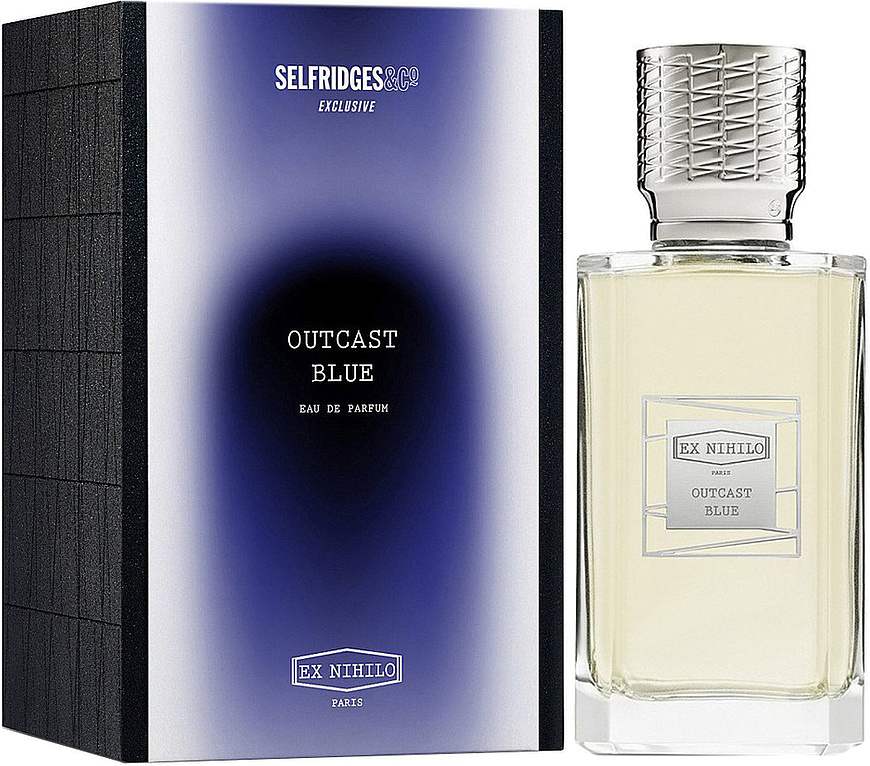 SELFRIDGES&CO
EXCLUSIVE
OUTCAST
BLUE
EAU DE PARFUM
EX NIHILO
PARIS
EX NIHILO
PARIS
OUTCAST
BLUE